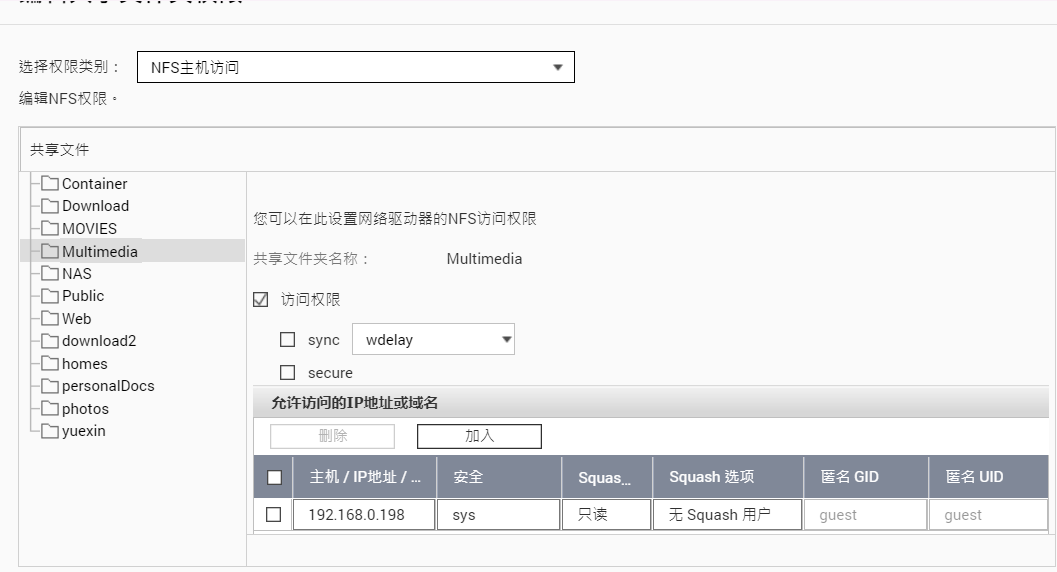 选择权限类别：
NFS主机访问
编辑NFS权限。
共享文件
Container
Download
MOVIES
Multimedia
NAS
Public
Web
download2
homes
personalDocs
photos
yuexin
您可以在此设置网络驱动器的NFS访问权限
共享文件夹名称： Multimedia
访问权限
sync wdelay
secure
允许访问的IP地址或域名
删除 加入
主机 / IP地址 / ... 安全 Squas... Squash 选项 匿名 GID 匿名 UID
192.168.0.198 sys 只读 无 Squash 用户 guest guest